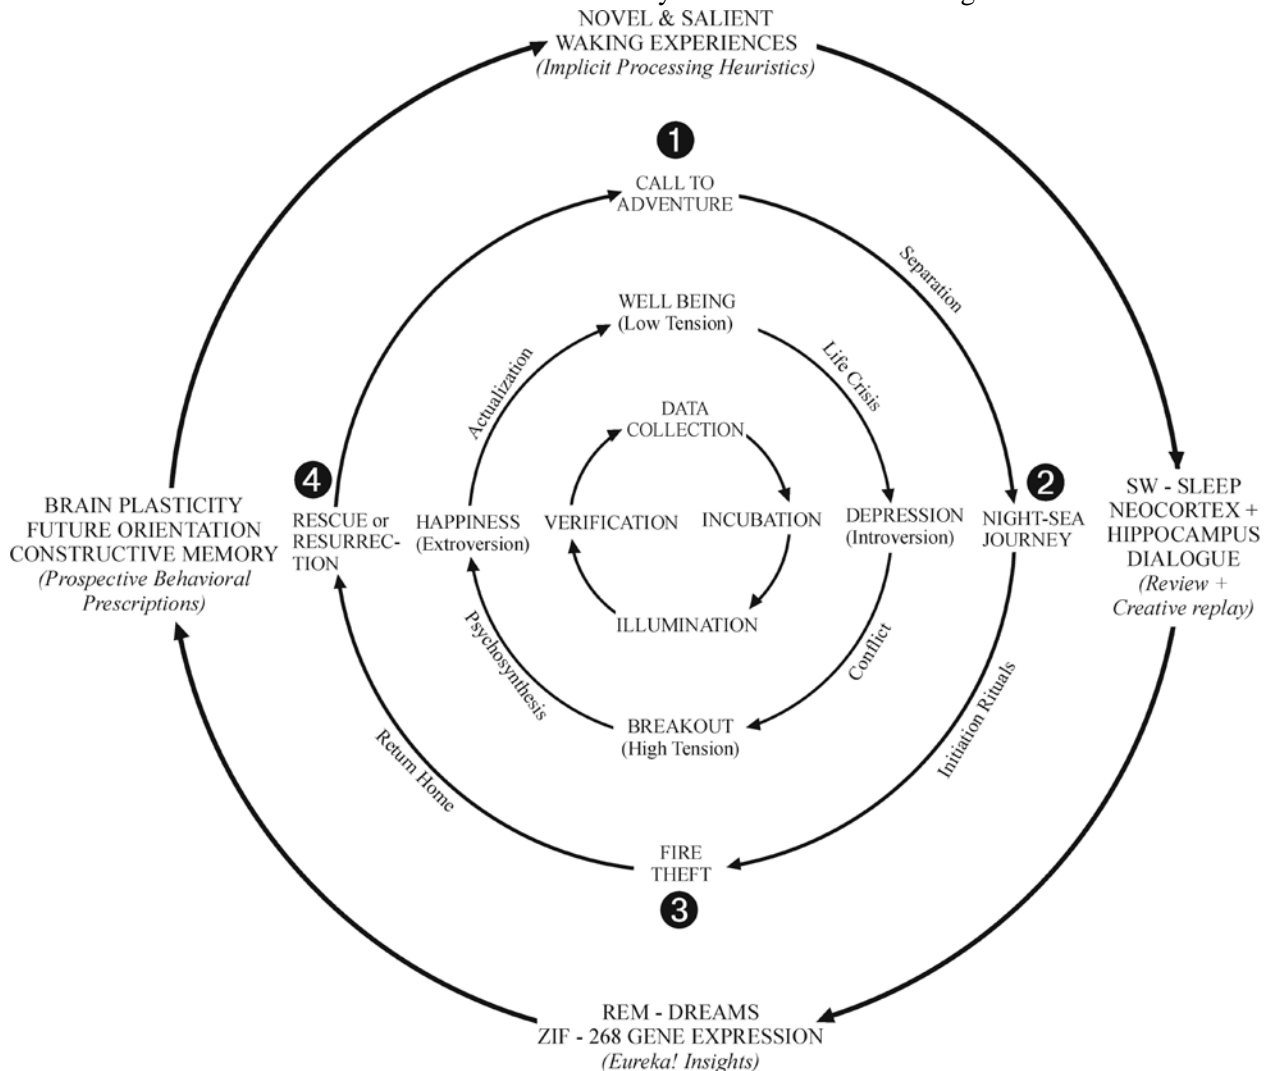 NOVEL & SALIENT
WAKING EXPERIENCES
(Implicit Processing Heuristics)
1
CALL TO
ADVENTURE
Separation
WELL BEING
(Low Tension)
Life Crisis
Actualization
DATA
COLLECTION
4
2
BRAIN PLASTICITY
FUTURE ORIENTATION
CONSTRUCTIVE MEMORY
(Prospective Behavioral
Prescriptions)
RESCUE or
RESURREC-
TION
HAPPINESS
(Extroversion)
VERIFICATION
INCUBATION
DEPRESSION
(Introversion)
NIGHT-SEA
JOURNEY
SW - SLEEP
NEOCORTEX +
HIPPOCAMPUS
DIALOGUE
(Review +
Creative replay)
ILLUMINATION
Psychosynthesis
Conflict
BREAKOUT
(High Tension)
Initiation Rituals
Return Home
FIRE
THEFT
3
REM - DREAMS
ZIF - 268 GENE EXPRESSION
(Eureka! Insights)